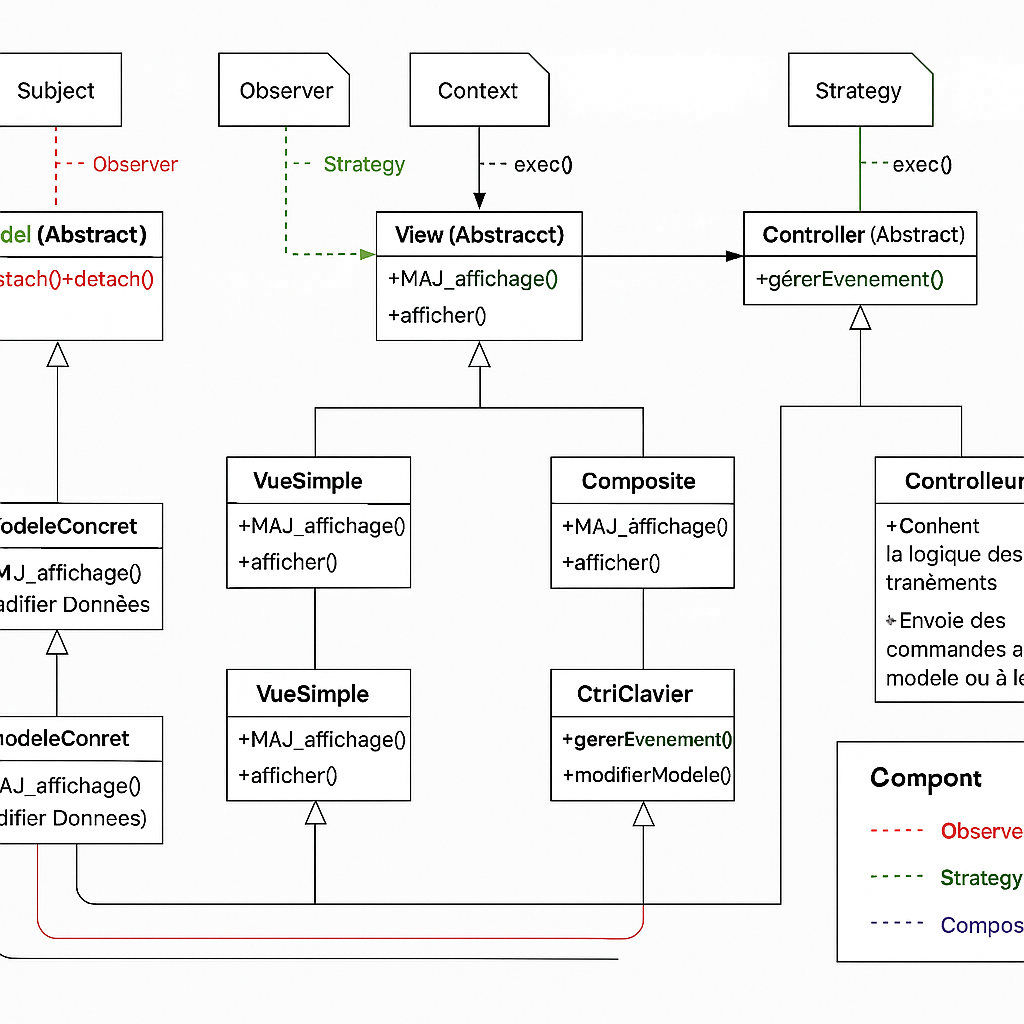 Subject
Observer
Context
Strategy
Observer
Strategy
exec()
exec()
del (Abstract)
stach()+detach()
View (Abstracct)
+MAJ_affichage()
+afficher()
Controller (Abstract)
+gérerEvenement()
odeleConcret
MJ_affichage()
adifier Donnèes
VueSimple
+MAJ_affichage()
+afficher()
Composite
+MAJ_affichage()
+afficher()
Controlleur
+Conhent
la logique des
tranèments
+Envoie des
commandes a
modele ou à le
odeleConret
AJ_affichage()
difier Donnees)
VueSimple
+MAJ_affichage()
+afficher()
CtriClavier
+gererEvenement()
+modifierModele()
Compont
Observe
Strategy
Compos